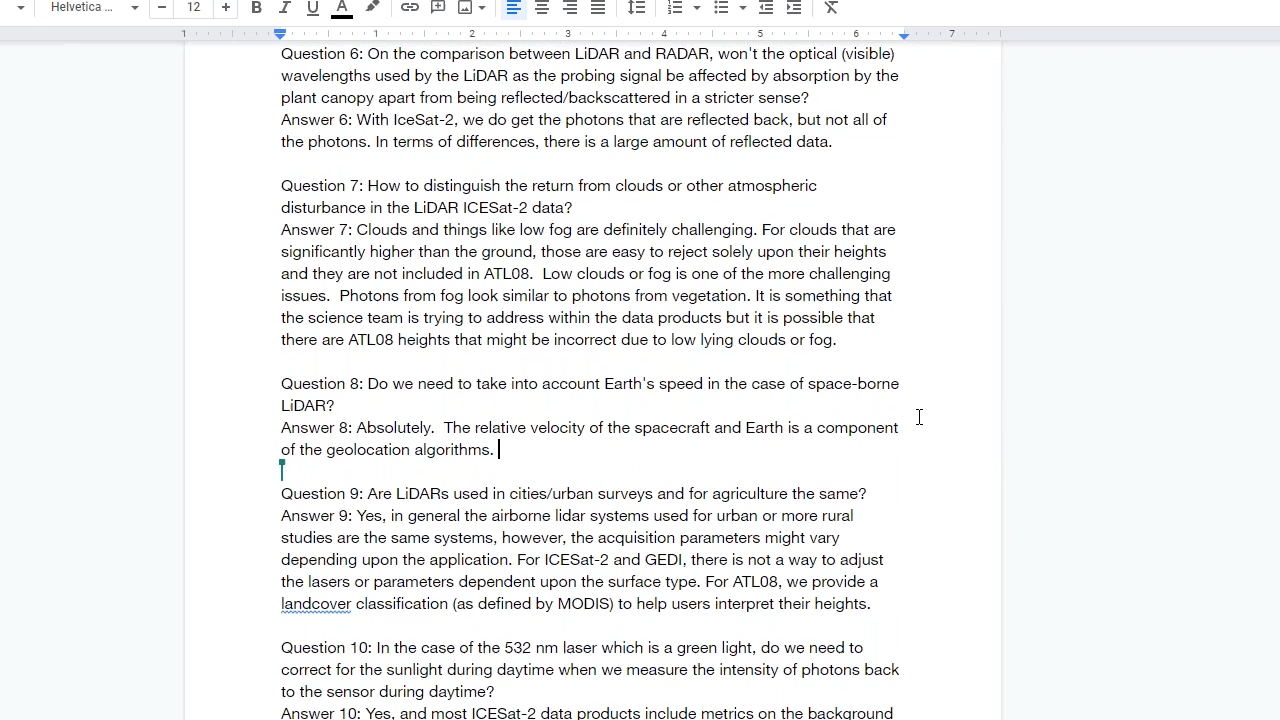 Helvetica ...
12
B I U A
1 1 2 3 4 5 6 7
Question 6: On the comparison between LiDAR and RADAR, won't the optical (visible)
wavelengths used by the LiDAR as the probing signal be affected by absorption by the
plant canopy apart from being reflected/backscattered in a stricter sense?
Answer 6: With IceSat-2, we do get the photons that are reflected back, but not all of
the photons. In terms of differences, there is a large amount of reflected data.
Question 7: How to distinguish the return from clouds or other atmospheric
disturbance in the LiDAR ICESat-2 data?
Answer 7: Clouds and things like low fog are definitely challenging. For clouds that are
significantly higher than the ground, those are easy to reject solely upon their heights
and they are not included in ATL08.  Low clouds or fog is one of the more challenging
issues.  Photons from fog look similar to photons from vegetation. It is something that
the science team is trying to address within the data products but it is possible that
there are ATL08 heights that might be incorrect due to low lying clouds or fog.
Question 8: Do we need to take into account Earth's speed in the case of space-borne
LiDAR?
Answer 8: Absolutely.  The relative velocity of the spacecraft and Earth is a component
of the geolocation algorithms.
Question 9: Are LiDARs used in cities/urban surveys and for agriculture the same?
Answer 9: Yes, in general the airborne lidar systems used for urban or more rural
studies are the same systems, however, the acquisition parameters might vary
depending upon the application. For ICESat-2 and GEDI, there is not a way to adjust
the lasers or parameters dependent upon the surface type. For ATL08, we provide a
landcover classification (as defined by MODIS) to help users interpret their heights.
Question 10: In the case of the 532 nm laser which is a green light, do we need to
correct for the sunlight during daytime when we measure the intensity of photons back
to the sensor during daytime?
Answer 10: Yes, and most ICESat-2 data products include metrics on the background